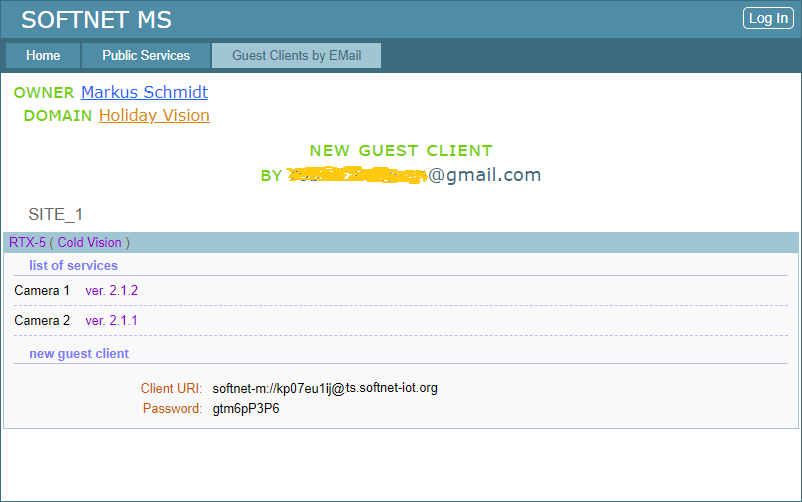 SOFTNET MS
Log In
Home Public Services Guest Clients by EMail
OWNER Markus Schmidt
DOMAIN Holiday Vision
NEW GUEST CLIENT
BY @gmail.com
SITE_1
RTX-5 ( Cold Vision )
list of services
Camera 1 ver. 2.1.2
Camera 2 ver. 2.1.1
new guest client
Client URI: softnet-m://kp07eu1ij@ts.softnet-iot.org
Password: gtm6pP3P6